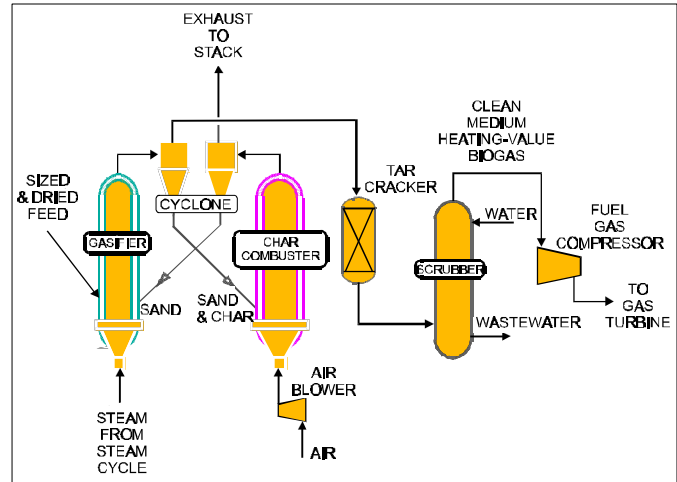 EXHAUST
TO
STACK
CLEAN
MEDIUM
HEATING-VALUE
BIOGAS
SIZED
& DRIED
FEED
TAR
CRACKER
CYCLONE
WATER
FUEL
GAS
COMPRESSOR
GASIFIER
CHAR
COMBUSTER
SCRUBBER
SAND
SAND
& CHAR
TO
GAS
TURBINE
WASTEWATER
AIR
BLOWER
STEAM
FROM
STEAM
CYCLE
AIR